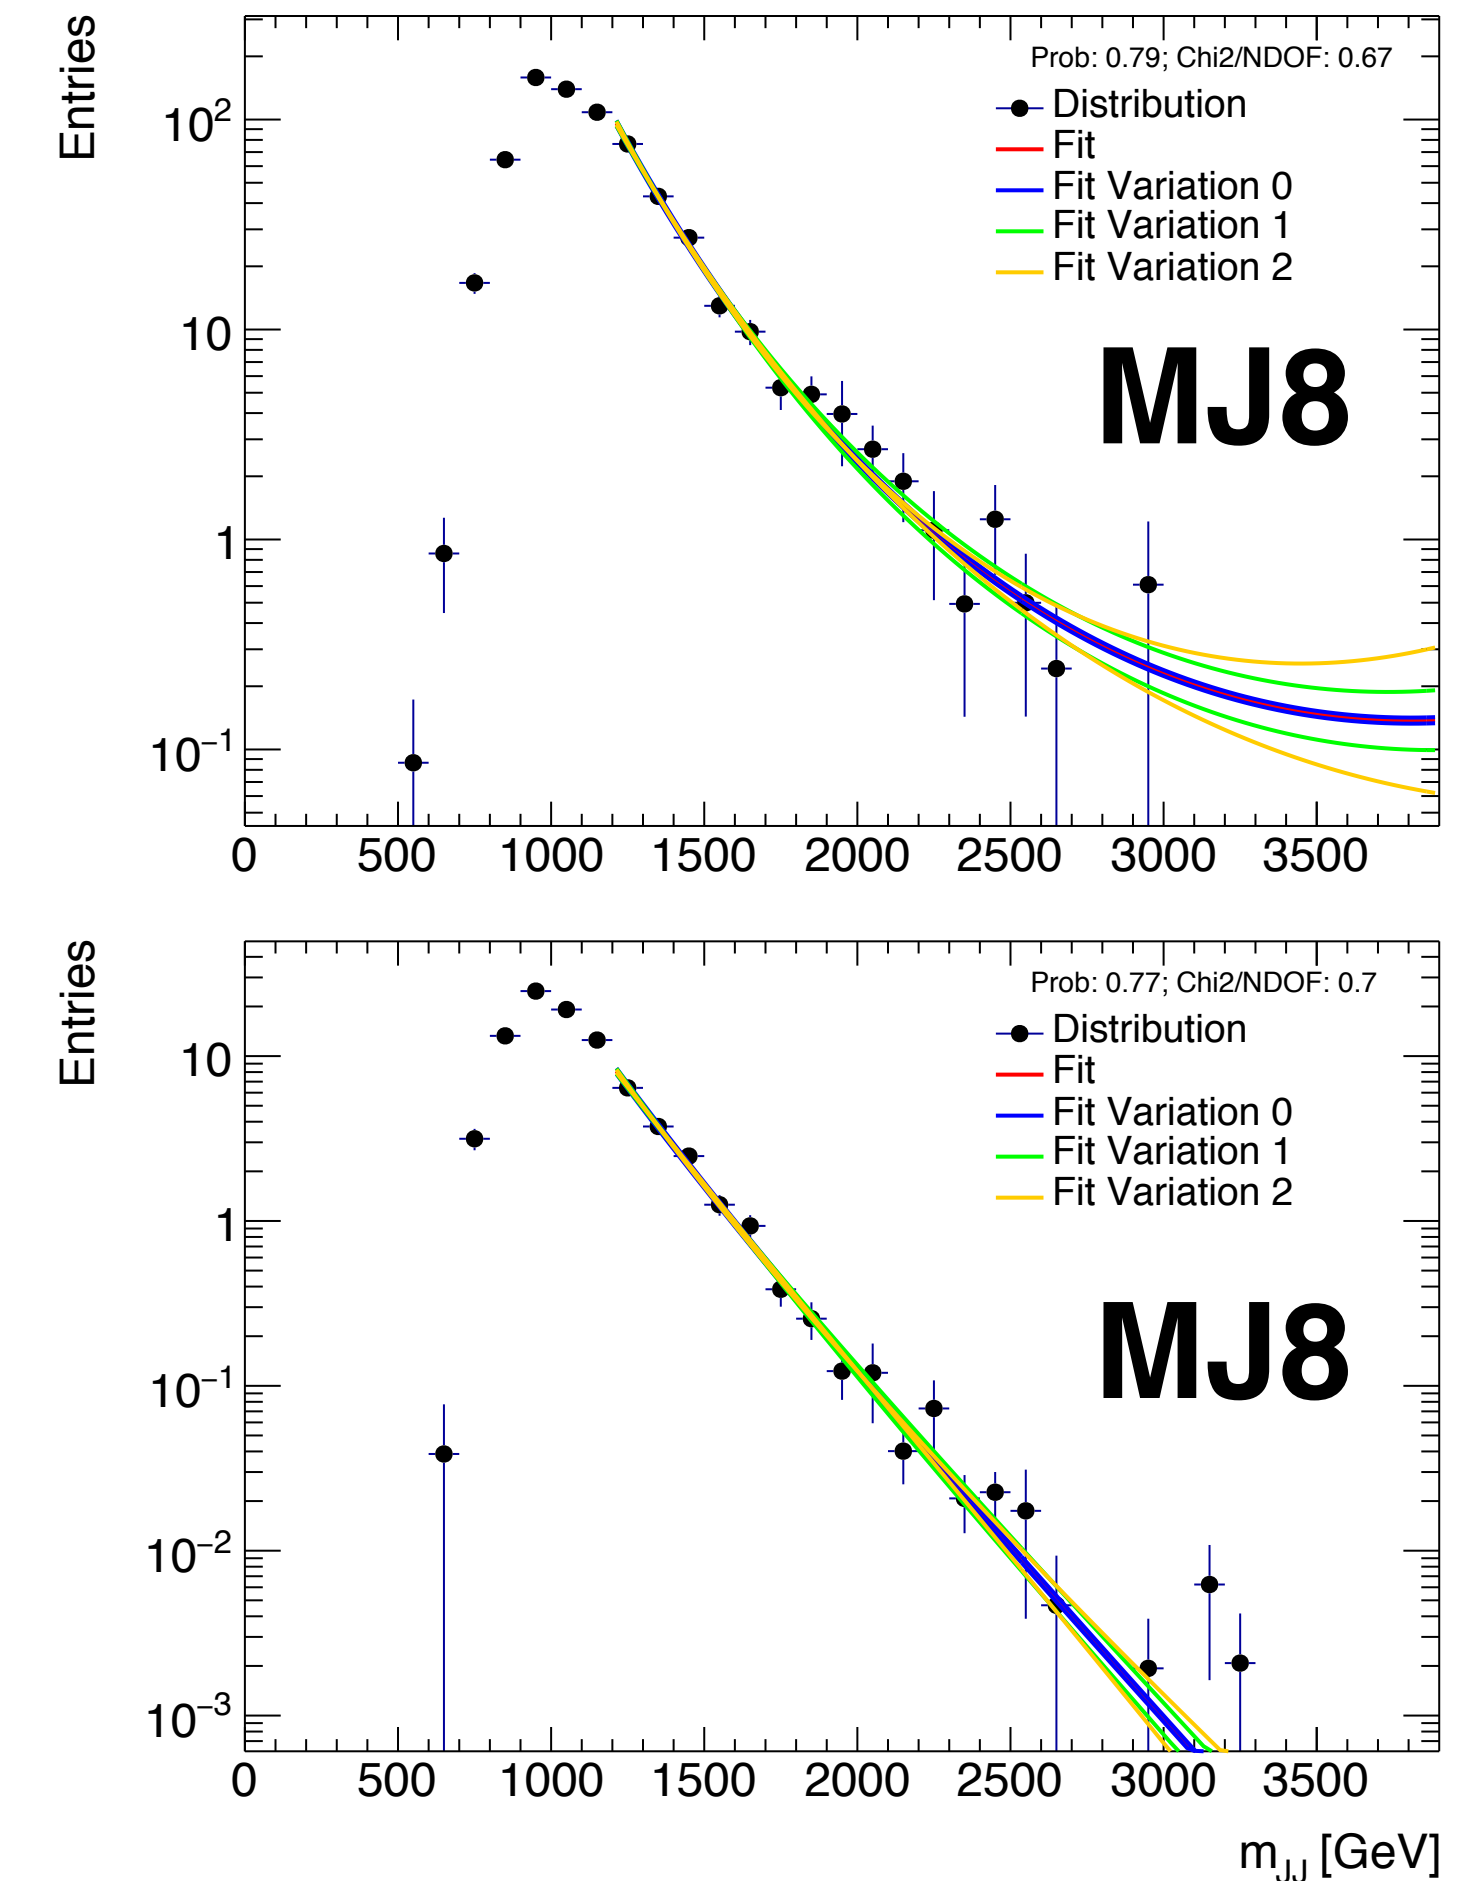 Entries
Prob: 0.79; Chi2/NDOF: 0.67
Distribution
Fit
Fit Variation 0
Fit Variation 1
Fit Variation 2
MJ8
10²
10
1
10⁻¹
0 500 1000 1500 2000 2500 3000 3500
Entries
Prob: 0.77; Chi2/NDOF: 0.7
Distribution
Fit
Fit Variation 0
Fit Variation 1
Fit Variation 2
MJ8
10
1
10⁻¹
10⁻²
10⁻³
0 500 1000 1500 2000 2500 3000 3500
m_JJ [GeV]